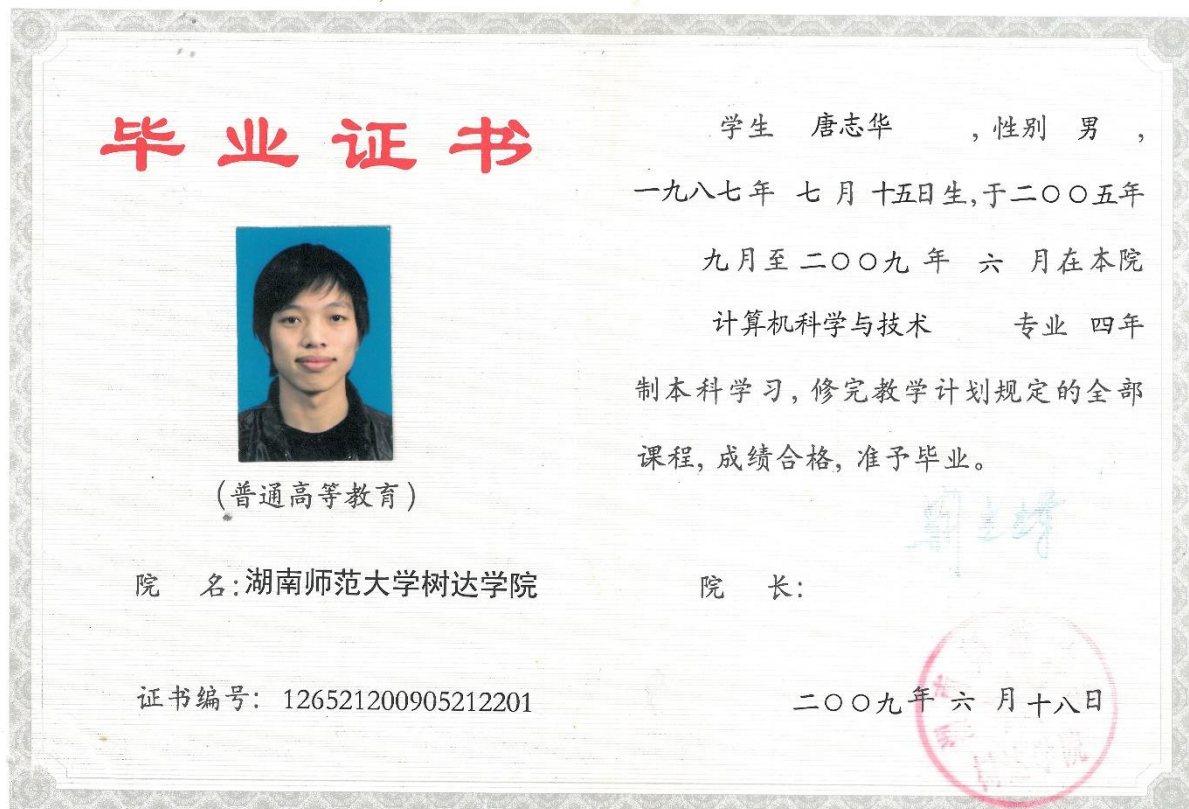 毕业证书
(普通高等教育)
院 名:湖南师范大学树达学院
证书编号: 126521200905212201
学生 唐志华 , 性别 男 ,
一九八七年 七 月 十五日生,于二〇〇五年
九月至二〇〇九 年 六 月在本院
计算机科学与技术 专业 四年
制本科学习, 修完教学计划规定的全部
课程, 成绩合格, 准予毕业。
院 长:
二〇〇九年 六 月十八日